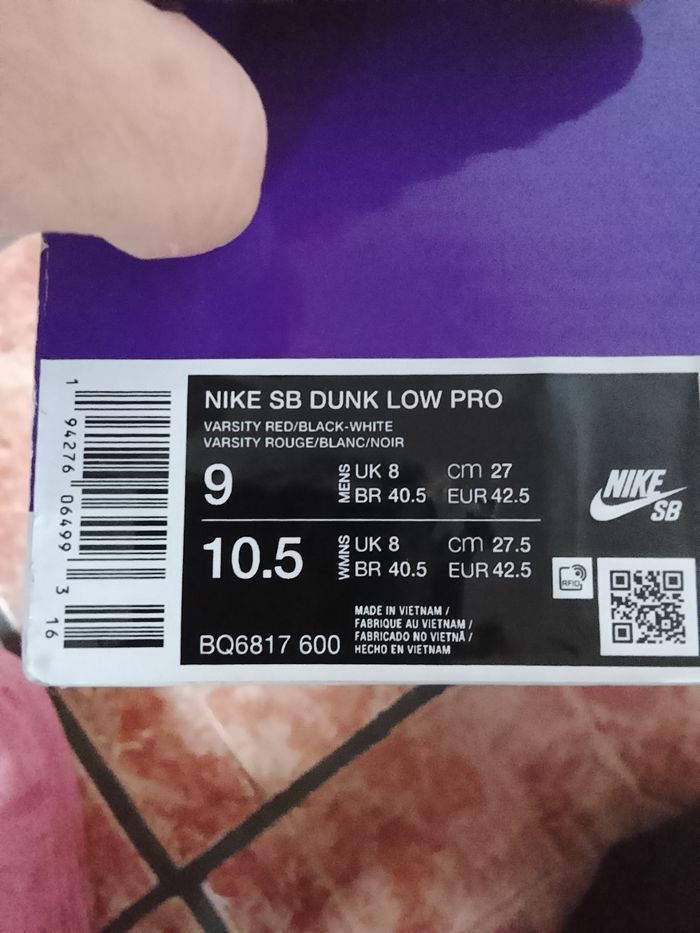 NIKE SB DUNK LOW PRO
VARSITY RED/BLACK-WHITE
VARSITY ROUGE/BLANC/NOIR
9
MENS
UK 8 cm 27
BR 40.5 EUR 42.5
10.5
WMNS
UK 8 cm 27.5
BR 40.5 EUR 42.5
BQ6817 600
MADE IN VIETNAM /
FABRIQUE AU VIETNAM /
FABRICADO NO VIETNÃ /
HECHO EN VIETNAM
NIKE
SB
RFID
1 94276 06499 3 16